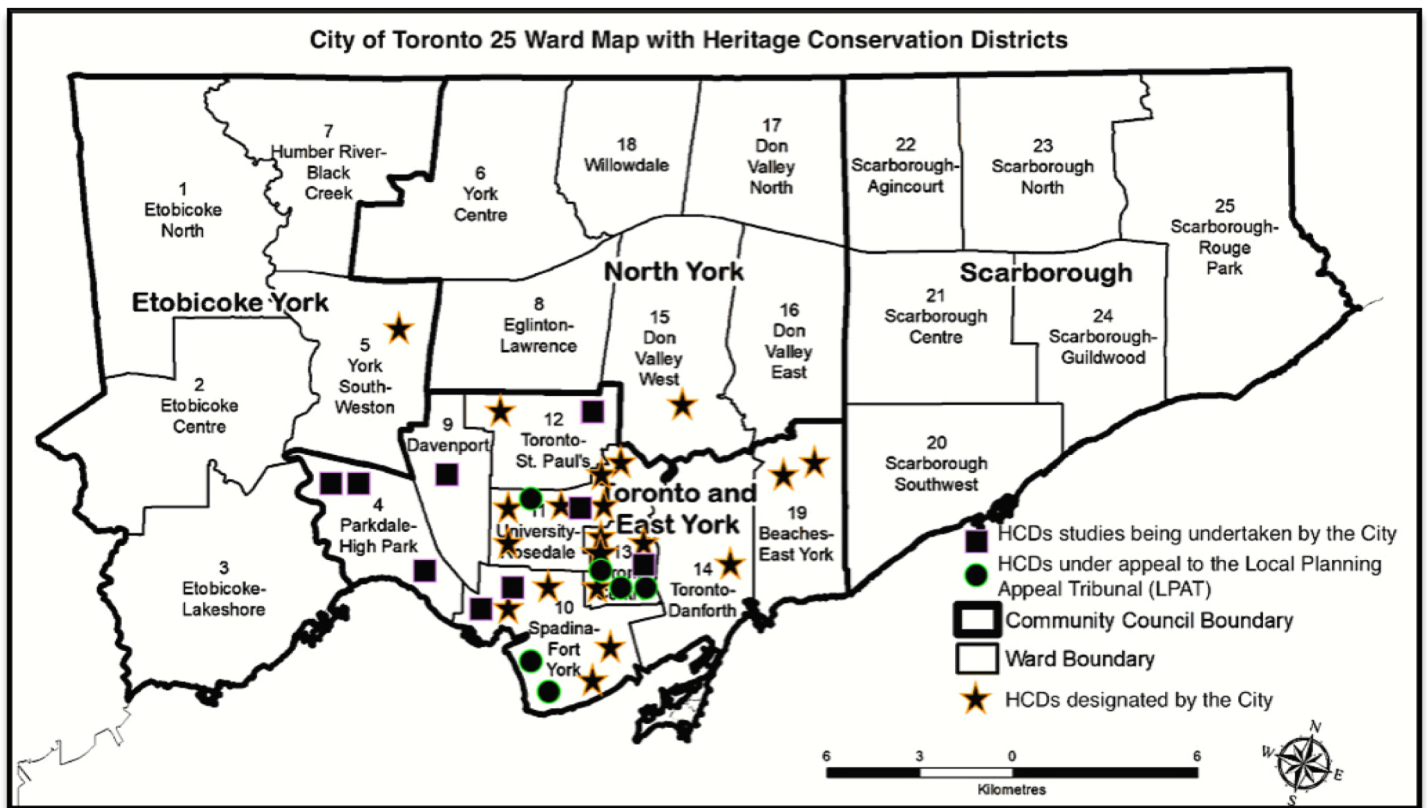 City of Toronto 25 Ward Map with Heritage Conservation Districts
7
Humber River-
Black
Creek
6
York
Centre
18
Willowdale
17
Don
Valley
North
22
Scarborough-
Agincourt
23
Scarborough
North
1
Etobicoke
North
25
Scarborough-
Rouge
Park
North York
Scarborough
Etobicoke York
8
Eglinton-
Lawrence
15
Don
Valley
West
16
Don
Valley
East
21
Scarborough
Centre
24
Scarborough-
Guildwood
5
York
South-
Weston
2
Etobicoke
Centre
9
Davenport
12
Toronto-
St. Paul's
20
Scarborough
Southwest
and
East York
4
Parkdale-
High Park
11
University-
19
Beaches-
East York
3
Etobicoke-
Lakeshore
14
Toronto-
Danforth
10
Spadina-
Fort
York
HCDs studies being undertaken by the City
HCDs under appeal to the Local Planning
Appeal Tribunal (LPAT)
Community Council Boundary
Ward Boundary
HCDs designated by the City
6 3 0 6
Kilometres
N
W
E
S